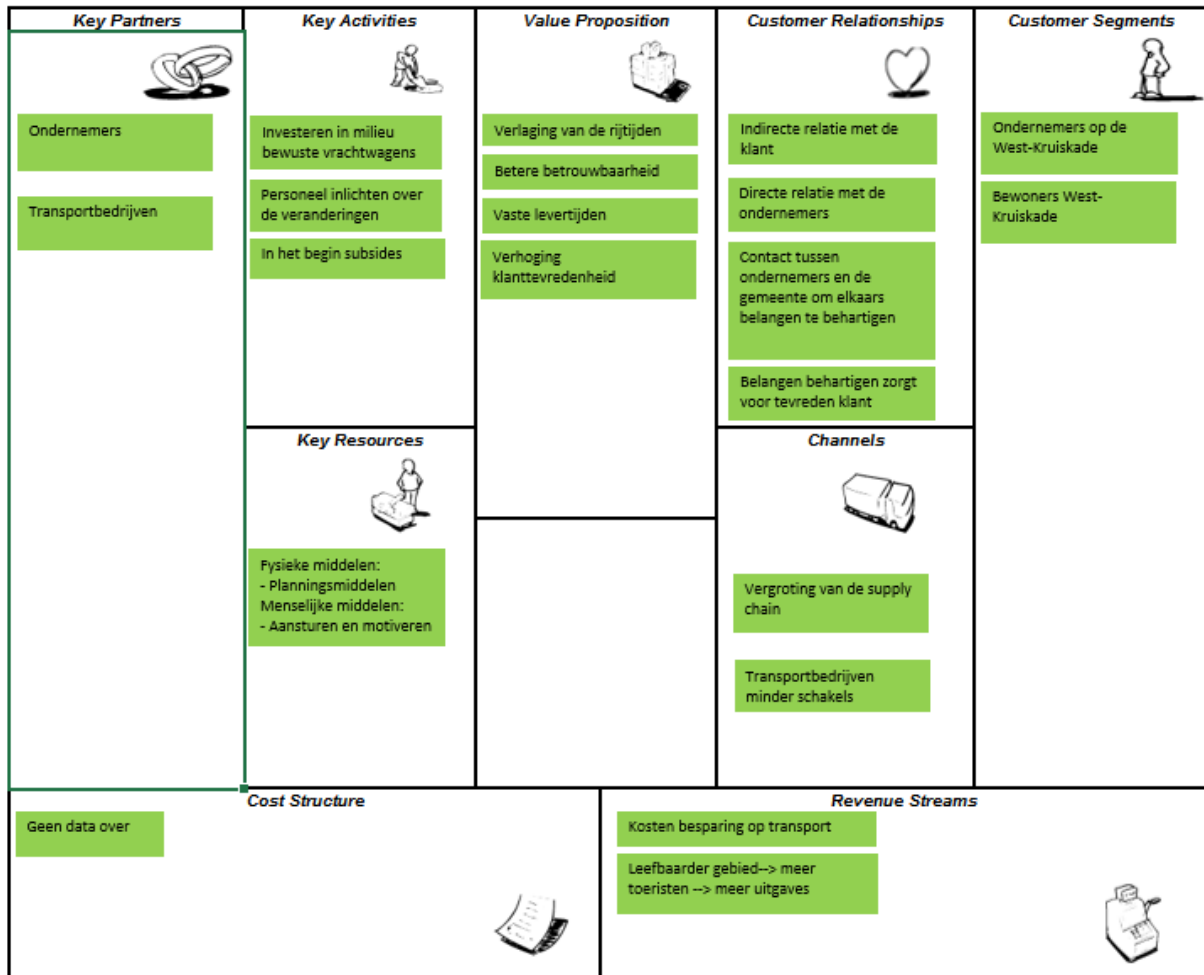 Key Partners
Ondernemers
Transportbedrijven
Key Activities
Investeren in milieu
bewuste vrachtwagens
Personeel inlichten over
de veranderingen
In het begin subsides
Key Resources
Fysieke middelen:
- Planningsmiddelen
Menselijke middelen:
- Aansturen en motiveren
Value Proposition
Verlaging van de rijtijden
Betere betrouwbaarheid
Vaste levertijden
Verhoging
klanttevredenheid
Customer Relationships
Indirecte relatie met de
klant
Directe relatie met de
ondernemers
Contact tussen
ondernemers en de
gemeente om elkaars
belangen te behartigen
Belangen behartigen zorgt
voor tevreden klant
Channels
Vergroting van de supply
chain
Transportbedrijven
minder schakels
Customer Segments
Ondernemers op de
West-Kruiskade
Bewoners West-
Kruiskade
Cost Structure
Geen data over
Revenue Streams
Kosten besparing op transport
Leefbaarder gebied--> meer
toeristen --> meer uitgaves